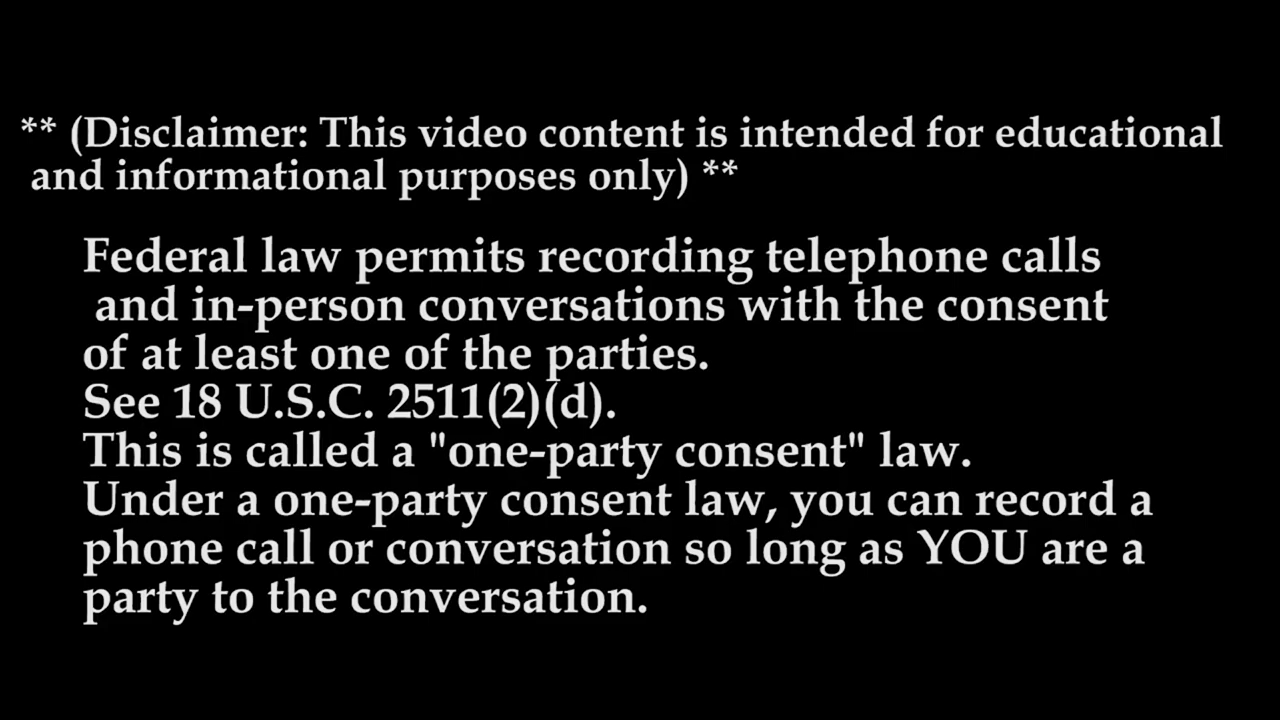 ** (Disclaimer: This video content is intended for educational
and informational purposes only) **
Federal law permits recording telephone calls
and in-person conversations with the consent
of at least one of the parties.
See 18 U.S.C. 2511(2)(d).
This is called a "one-party consent" law.
Under a one-party consent law, you can record a
phone call or conversation so long as YOU are a
party to the conversation.